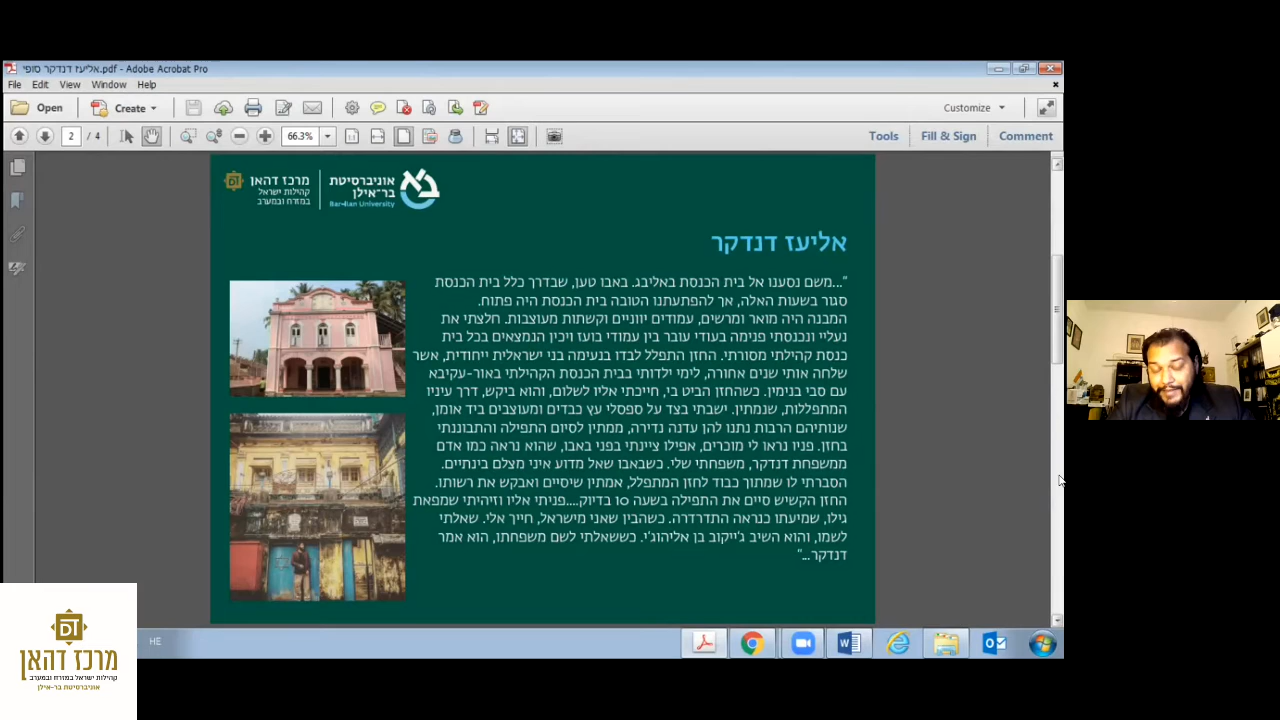 אליעז דנדקר סופי.pdf - Adobe Acrobat Pro
File Edit View Window Help
Open Create Customize
2 / 4 66.3% Tools Fill & Sign Comment
מרכז דהאן
קהילות ישראל
במזרח ובמערב
אוניברסיטת
בר-אילן
Bar-Ilan University
אליעז דנדקר
"...משם נסענו אל בית הכנסת באליבג. באבו טען, שבדרך כלל בית הכנסת
סגור בשעות האלה, אך להפתעתנו הטובה בית הכנסת היה פתוח.
המבנה היה מואר ומרשים, עמודים יווניים וקשתות מעוצבות. חלצתי את
נעליי ונכנסתי פנימה בעודי עובר בין עמודי בועז ויכין הנמצאים בכל בית
כנסת קהילתי מסורתי. החזן התפלל לבדו בנעימה בני ישראלית ייחודית, אשר
שלחה אותי שנים אחורה, לימי ילדותי בבית הכנסת הקהילתי באור-עקיבא
עם סבי בנימין. כשהחזן הביט בי, חייכתי אליו לשלום, והוא ביקש, דרך עיניו
המתפללות, שנמתין. ישבתי בצד על ספסלי עץ כבדים ומעוצבים ביד אומן,
שנותיהם הרבות נתנו להן עדנה נדירה, ממתין לסיום התפילה והתבוננתי
בחזן. פניו נראו לי מוכרים, אפילו ציינתי בפני באבו, שהוא נראה כמו אדם
ממשפחת דנדקר, משפחתי שלי. כשבאבו שאל מדוע איני מצלם בינתיים.
הסברתי לו שמתוך כבוד לחזן המתפלל, אמתין שיסיים ואבקש את רשותו.
החזן הקשיש סיים את התפילה בשעה 10 בדיוק....פניתי אליו וזיהיתי שמפאת
גילו, שמיעתו כנראה התדרדרה. כשהבין שאני מישראל, חייך אלי. שאלתי
לשמו, והוא השיב ג'ייקוב בן אליהוג'י. כששאלתי לשם משפחתו, הוא אמר
דנדקר..."
HE
DT
מרכז דהאן
קהילות ישראל במזרח ובמערב
אוניברסיטת בר-אילן